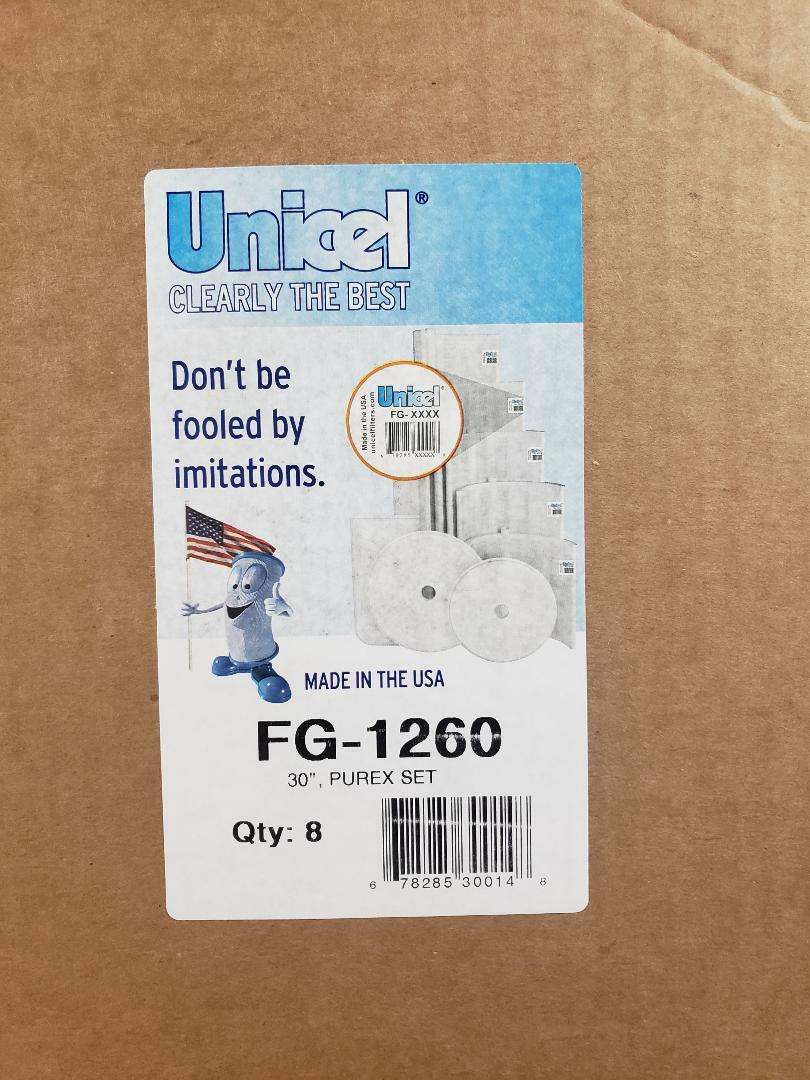 Unicel®
CLEARLY THE BEST
Don't be
fooled by
imitations.
Made in the USA
unicelfilters.com
Unicel®
FG-XXXX
MADE IN THE USA
FG-1260
30", PUREX SET
Qty: 8
6 78285 30014 8